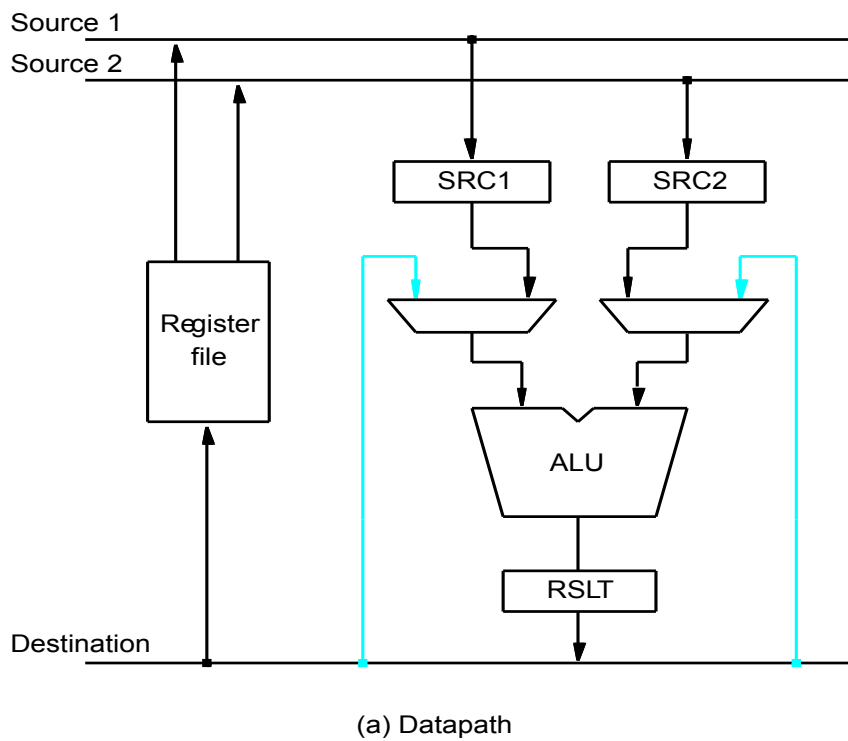 Source 1
Source 2
SRC1
SRC2
Register
file
ALU
RSLT
Destination
(a) Datapath